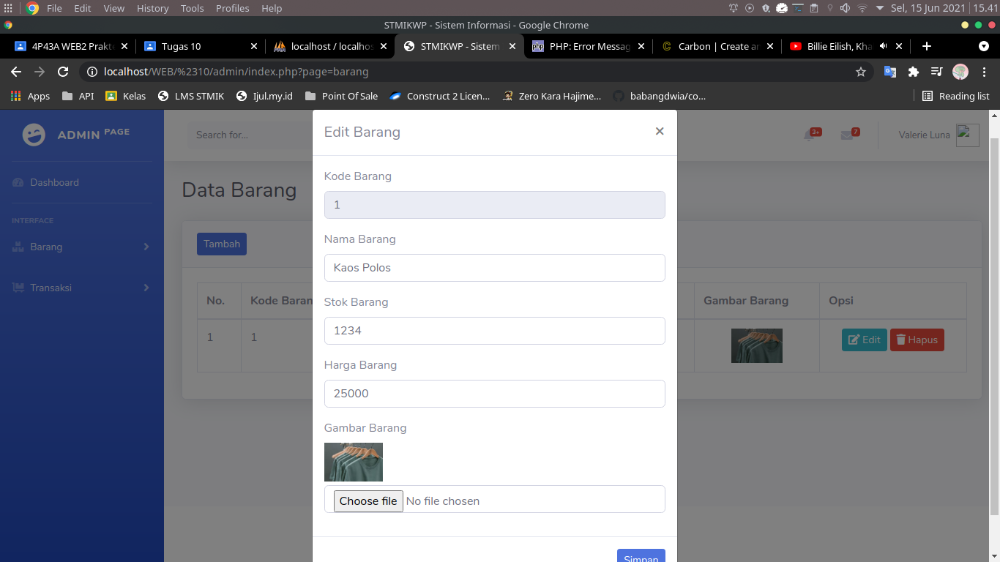 File Edit View History Tools Profiles Help Sel, 15 Jun 2021 15.41
STMIKWP - Sistem Informasi - Google Chrome
4P43A WEB2 Prakt Tugas 10 localhost / localhos STMIKWP - Sistem php PHP: Error Messag Carbon | Create a Billie Eilish, Kha
localhost/WEB/%2310/admin/index.php?page=barang
Apps API Kelas LMS STMIK Ijul.my.id Point Of Sale Construct 2 Licen... Zero Kara Hajime... babangdwia/co... Reading list
ADMIN PAGE
Search for...
3+
7
Valerie Luna
Dashboard
INTERFACE
Barang
Transaksi
Data Barang
Tambah
No. Kode Baran Gambar Barang Opsi
1 1 Edit Hapus
Edit Barang ×
Kode Barang
1
Nama Barang
Kaos Polos
Stok Barang
1234
Harga Barang
25000
Gambar Barang
Choose file No file chosen
Simpan